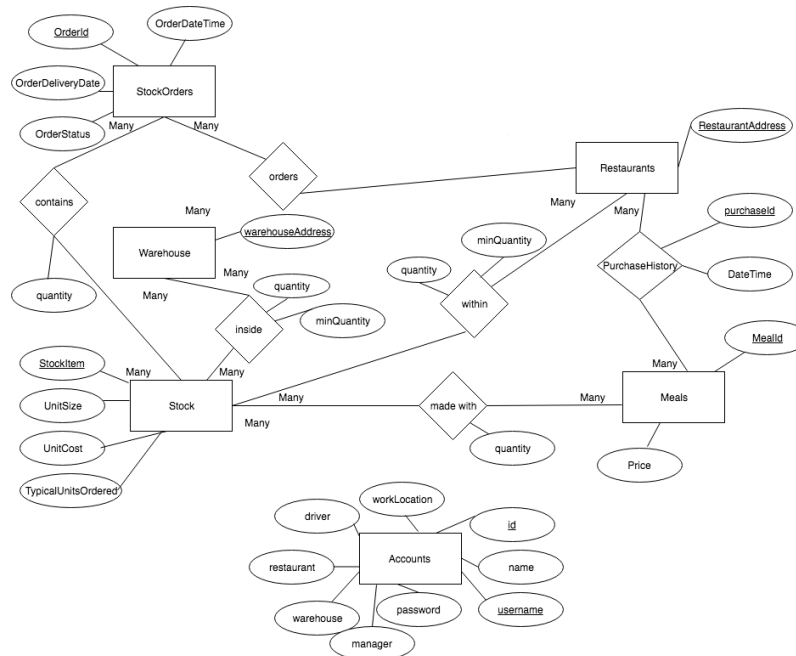 OrderDateTime
OrderId
OrderDeliveryDate
StockOrders
OrderStatus
Many
Many
RestaurantAddress
Restaurants
orders
contains
Many
Many
Many
purchaseId
warehouseAddress
Warehouse
minQuantity
PurchaseHistory
DateTime
Many
quantity
quantity
Many
quantity
within
minQuantity
inside
MealId
StockItem
Many
Many
Many
UnitSize
Stock
Many
made with
Many
Meals
Many
UnitCost
quantity
Price
TypicalUnitsOrdered
workLocation
driver
id
Accounts
restaurant
name
warehouse
password
username
manager